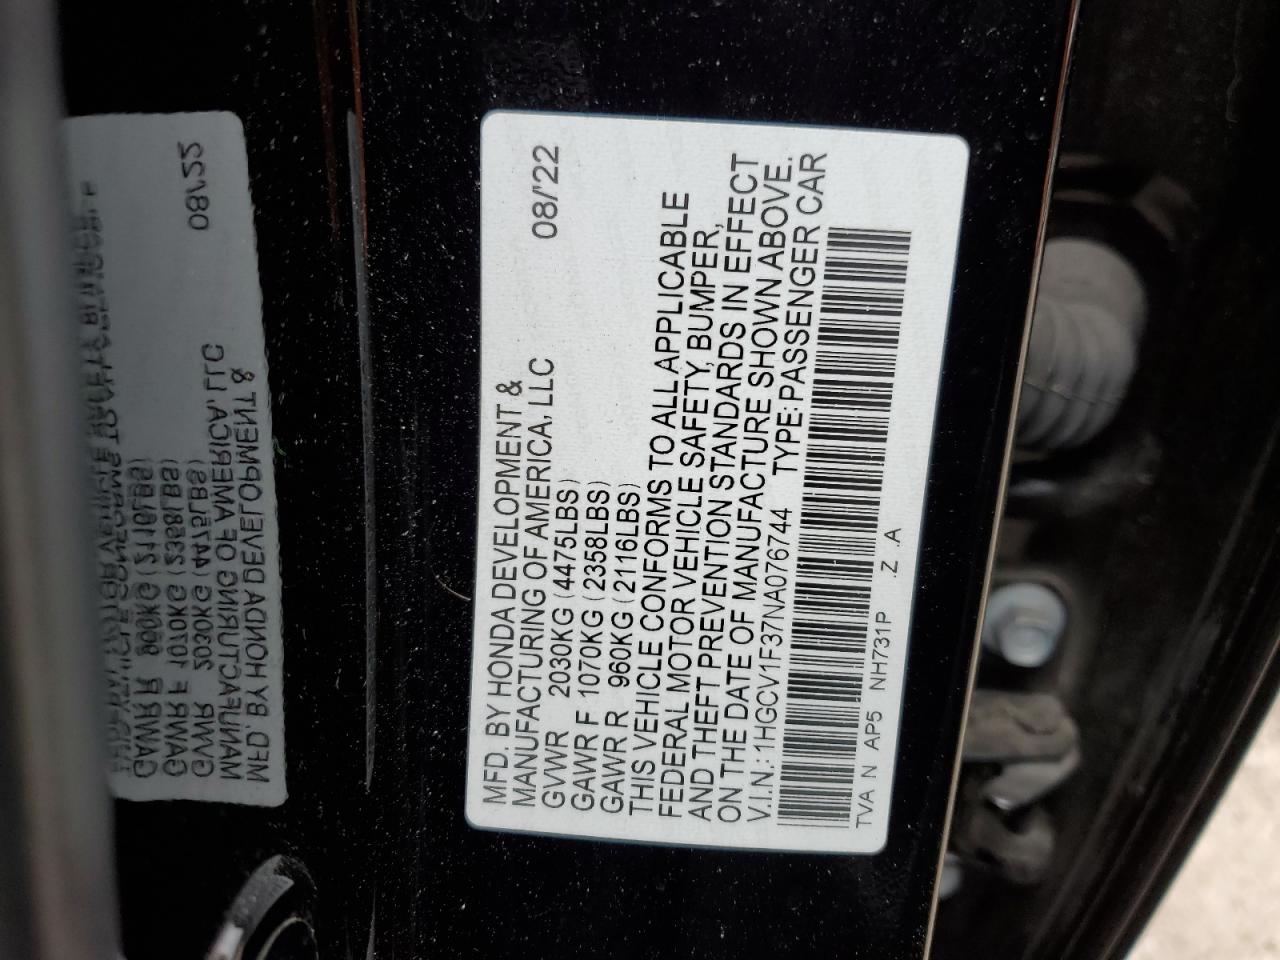 MFD. BY HONDA DEVELOPMENT &
MANUFACTURING OF AMERICA, LLC 08/'22
GVWR 2030KG (4475LBS)
GAWR F 1070KG (2358LBS)
GAWR R 960KG (2116LBS)
THIS VEHICLE CONFORMS TO ALL APPLICABLE
FEDERAL MOTOR VEHICLE SAFETY, BUMPER,
AND THEFT PREVENTION STANDARDS IN EFFECT
ON THE DATE OF MANUFACTURE SHOWN ABOVE.
V.I.N.: 1HGCV1F37NA076744 TYPE: PASSENGER CAR
TVA N AP5 NH731P .Z .A